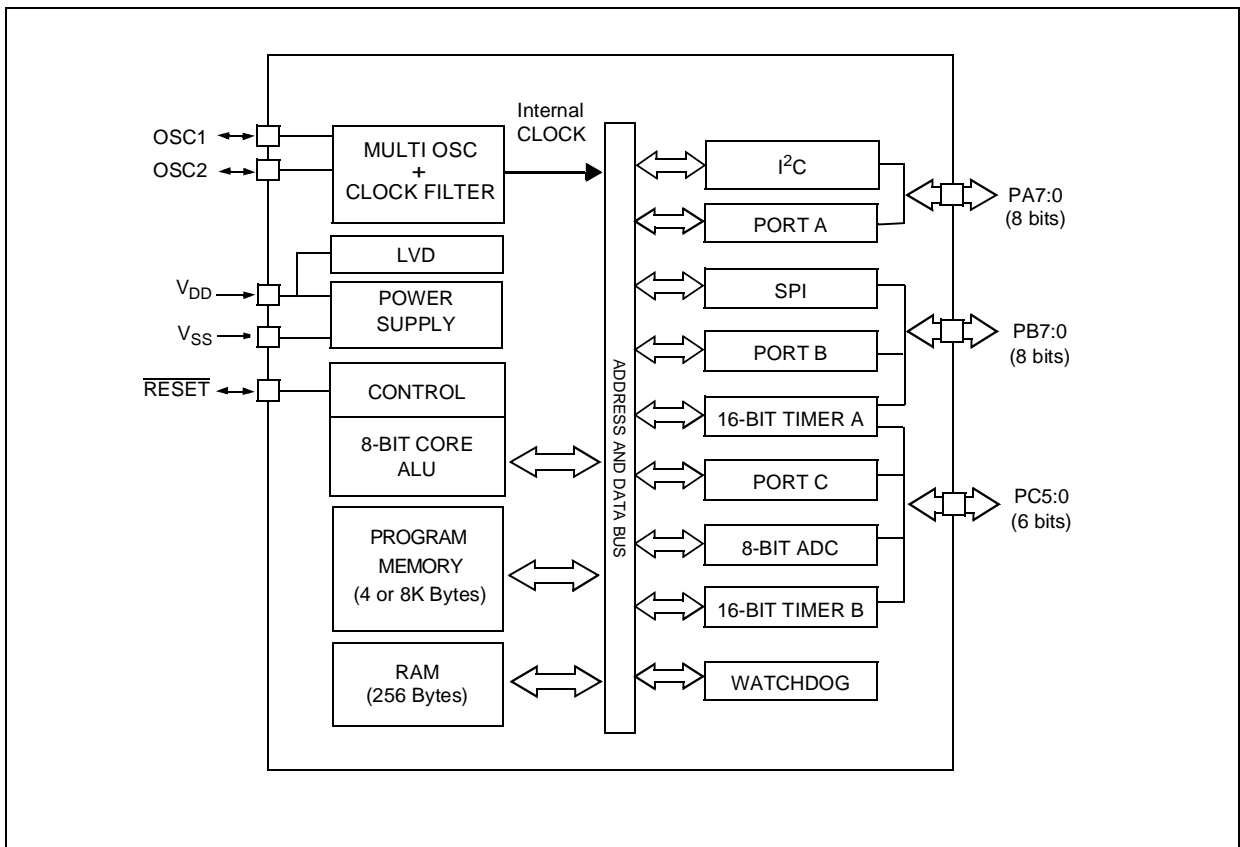 OSC1
OSC2
V_DD
V_SS
RESET
MULTI OSC
+
CLOCK FILTER
Internal
CLOCK
LVD
POWER
SUPPLY
CONTROL
8-BIT CORE
ALU
PROGRAM
MEMORY
(4 or 8K Bytes)
RAM
(256 Bytes)
ADDRESS AND DATA BUS
I²C
PORT A
SPI
PORT B
16-BIT TIMER A
PORT C
8-BIT ADC
16-BIT TIMER B
WATCHDOG
PA7:0
(8 bits)
PB7:0
(8 bits)
PC5:0
(6 bits)